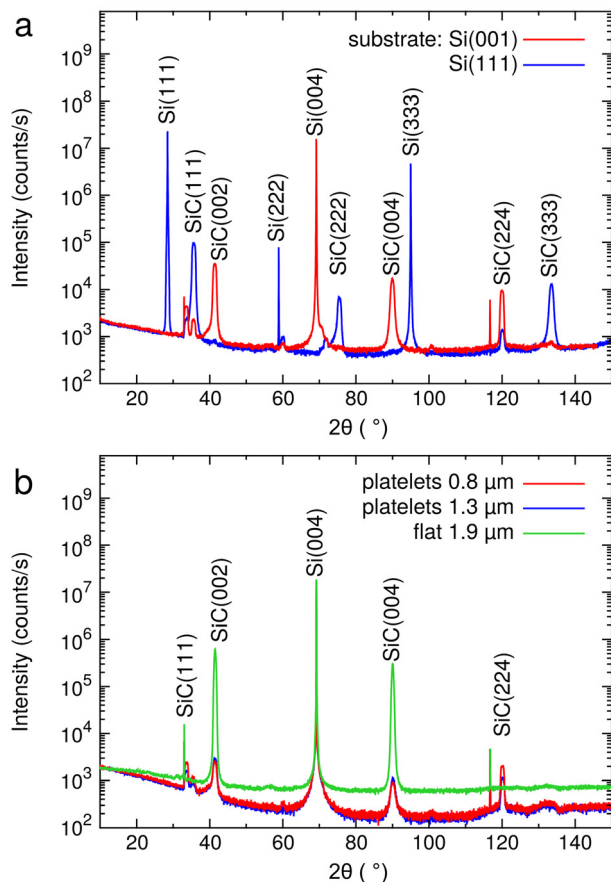 a
substrate: Si(001)
Si(111)
Intensity (counts/s)
10⁹
10⁸
10⁷
10⁶
10⁵
10⁴
10³
10²
Si(111)
SiC(111)
SiC(002)
Si(222)
Si(004)
SiC(222)
SiC(004)
Si(333)
SiC(224)
SiC(333)
20 40 60 80 100 120 140
2θ ( °)
b
platelets 0.8 µm
platelets 1.3 µm
flat 1.9 µm
Intensity (counts/s)
10⁹
10⁸
10⁷
10⁶
10⁵
10⁴
10³
10²
SiC(111)
SiC(002)
Si(004)
SiC(004)
SiC(224)
20 40 60 80 100 120 140
2θ ( °)